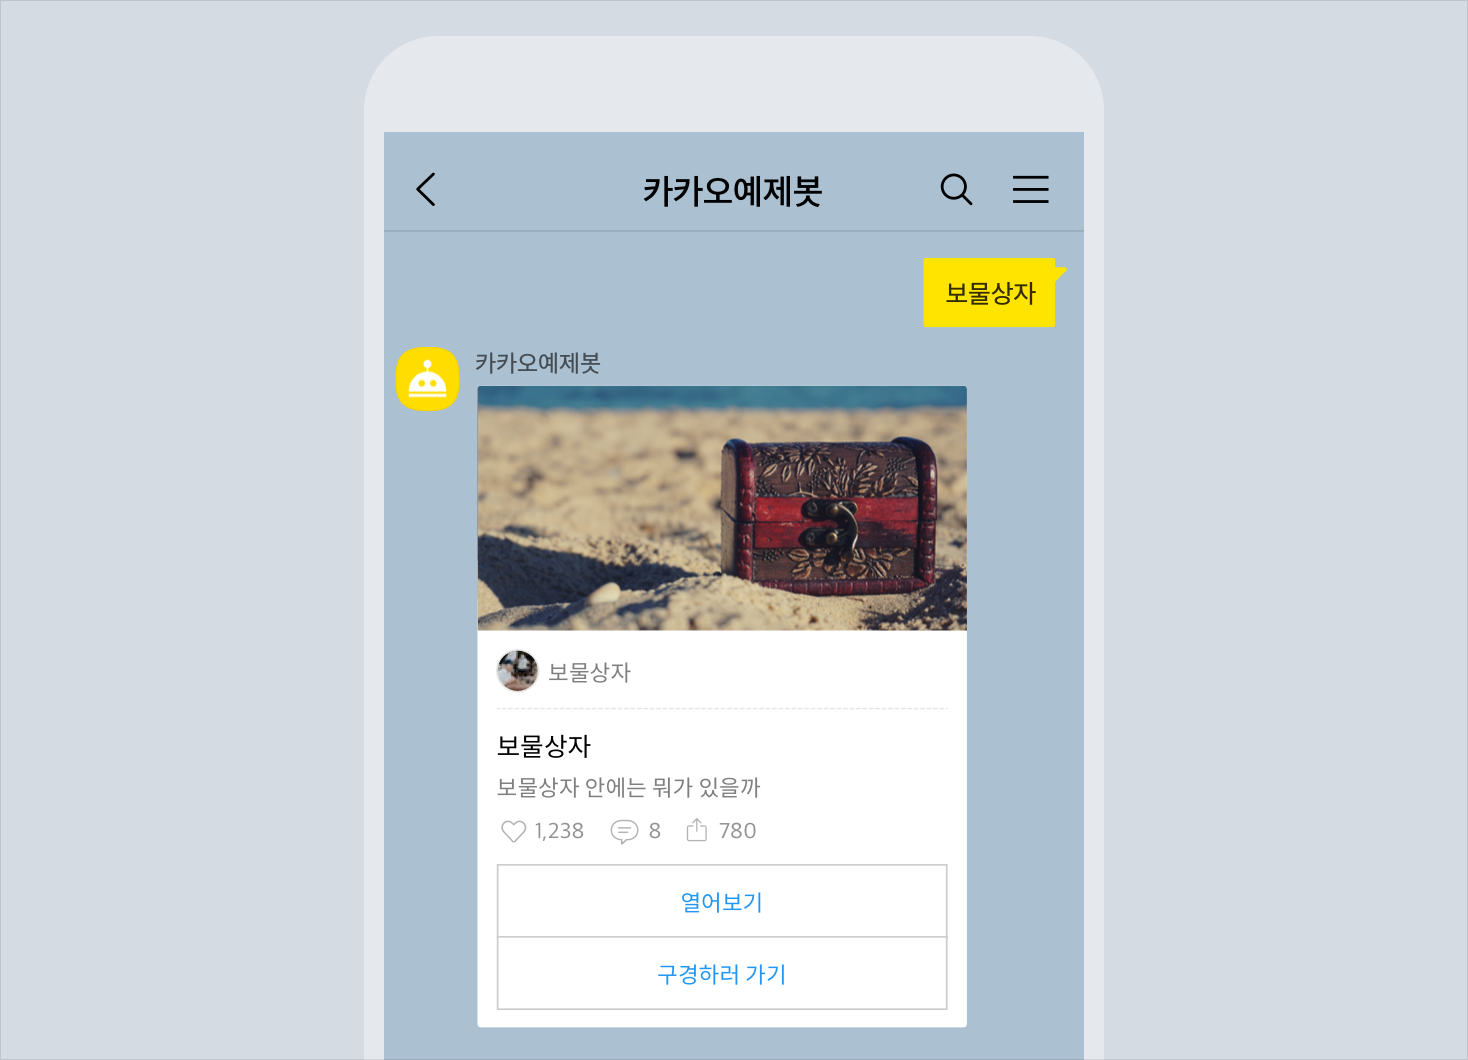 카카오예제봇
보물상자
카카오예제봇
보물상자
보물상자
보물상자 안에는 뭐가 있을까
1,238 8 780
열어보기
구경하러 가기